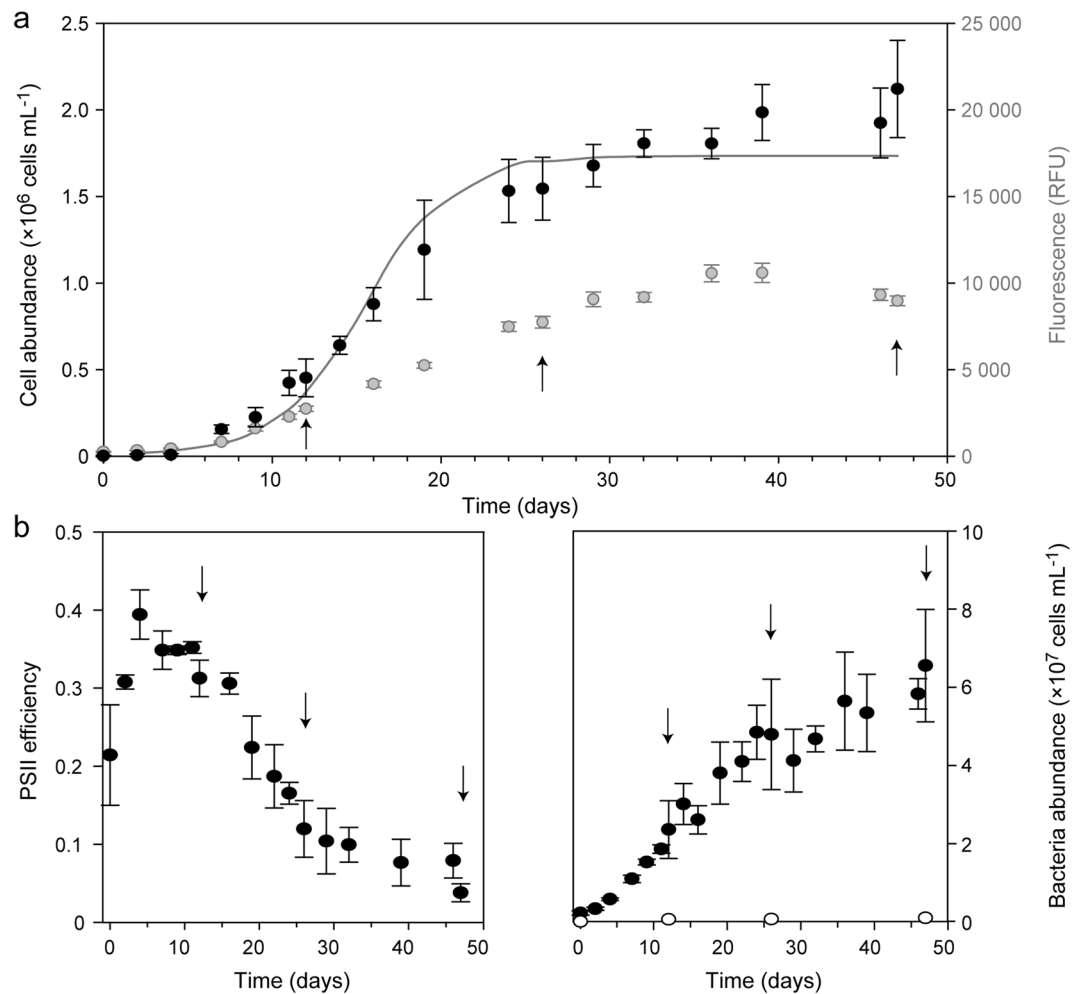 a
Cell abundance (×10⁶ cells mL⁻¹)
2.5
2.0
1.5
1.0
0.5
0
25 000
20 000
15 000
10 000
5 000
0
Fluorescence (RFU)
0 10 20 30 40 50
Time (days)
b
PSII efficiency
0.5
0.4
0.3
0.2
0.1
0
0 10 20 30 40 50
Time (days)
10
8
6
4
2
0
Bacteria abundance (×10⁷ cells mL⁻¹)
0 10 20 30 40 50
Time (days)